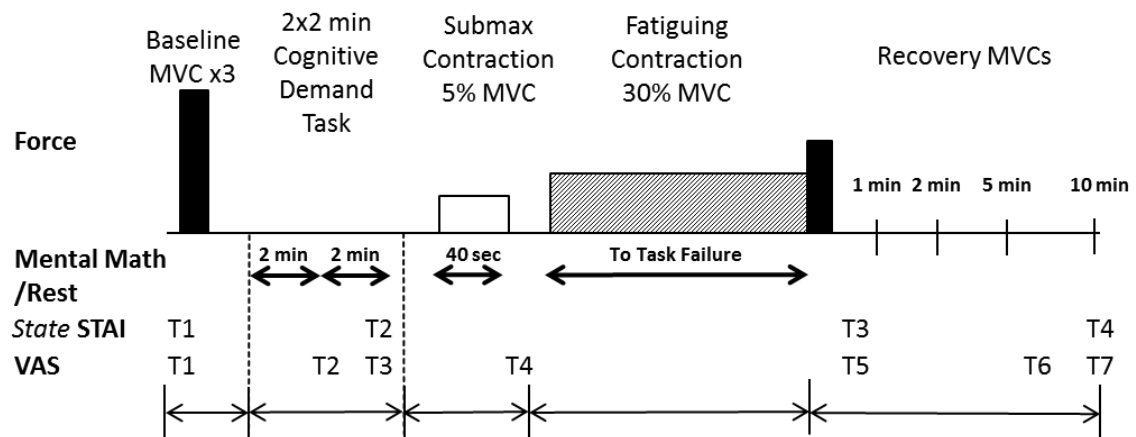 Baseline
MVC x3
2x2 min
Cognitive
Demand
Task
Submax
Contraction
5% MVC
Fatiguing
Contraction
30% MVC
Recovery MVCs
Force
1 min 2 min 5 min 10 min
Mental Math
/Rest
2 min 2 min 40 sec To Task Failure
State STAI T1 T2 T3 T4
VAS T1 T2 T3 T4 T5 T6 T7